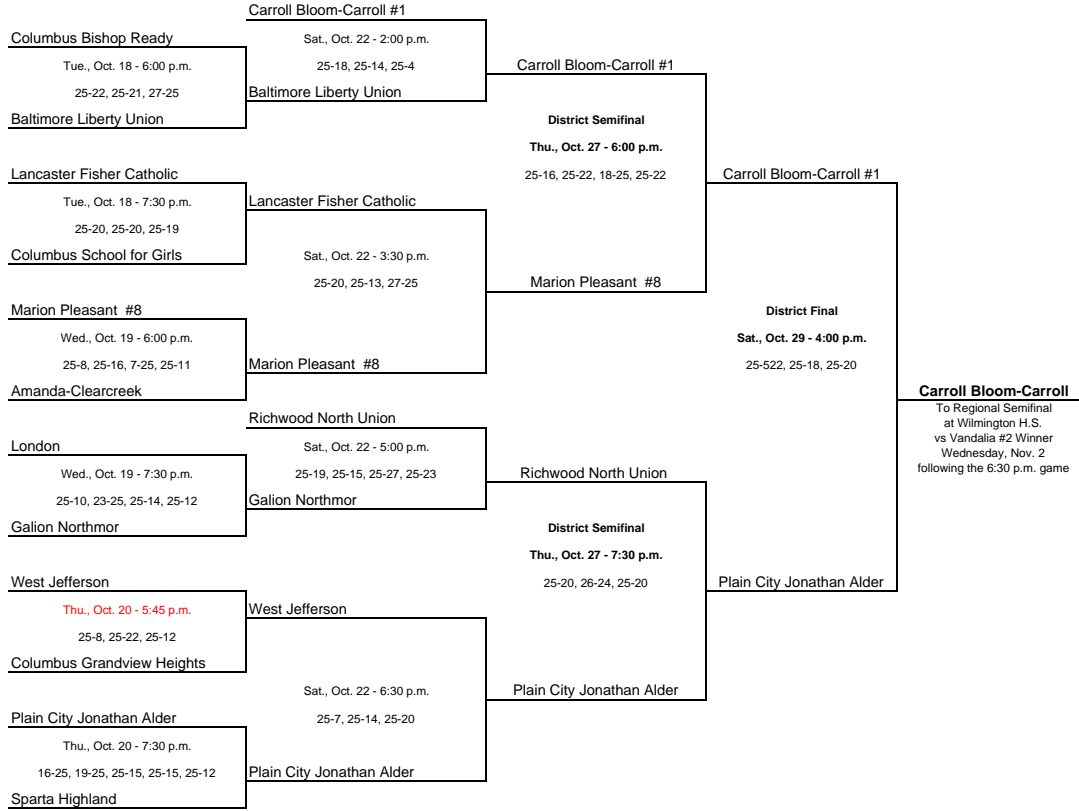 Carroll Bloom-Carroll #1
Columbus Bishop Ready
Sat., Oct. 22 - 2:00 p.m.
Tue., Oct. 18 - 6:00 p.m.
25-18, 25-14, 25-4
Carroll Bloom-Carroll #1
25-22, 25-21, 27-25
Baltimore Liberty Union
Baltimore Liberty Union
District Semifinal
Thu., Oct. 27 - 6:00 p.m.
Lancaster Fisher Catholic
25-16, 25-22, 18-25, 25-22
Carroll Bloom-Carroll #1
Tue., Oct. 18 - 7:30 p.m.
Lancaster Fisher Catholic
25-20, 25-20, 25-19
Columbus School for Girls
Sat., Oct. 22 - 3:30 p.m.
25-20, 25-13, 27-25
Marion Pleasant  #8
Marion Pleasant  #8
District Final
Wed., Oct. 19 - 6:00 p.m.
Sat., Oct. 29 - 4:00 p.m.
25-8, 25-16, 7-25, 25-11
Marion Pleasant  #8
25-522, 25-18, 25-20
Amanda-Clearcreek
Carroll Bloom-Carroll
To Regional Semifinal
Richwood North Union
at Wilmington H.S.
vs Vandalia #2 Winner
London
Sat., Oct. 22 - 5:00 p.m.
Wednesday, Nov. 2
following the 6:30 p.m. game
Wed., Oct. 19 - 7:30 p.m.
25-19, 25-15, 25-27, 25-23
Richwood North Union
25-10, 23-25, 25-14, 25-12
Galion Northmor
Galion Northmor
District Semifinal
Thu., Oct. 27 - 7:30 p.m.
West Jefferson
25-20, 26-24, 25-20
Plain City Jonathan Alder
Thu., Oct. 20 - 5:45 p.m.
West Jefferson
25-8, 25-22, 25-12
Columbus Grandview Heights
Sat., Oct. 22 - 6:30 p.m.
Plain City Jonathan Alder
Plain City Jonathan Alder
25-7, 25-14, 25-20
Thu., Oct. 20 - 7:30 p.m.
16-25, 19-25, 25-15, 25-15, 25-12
Plain City Jonathan Alder
Sparta Highland